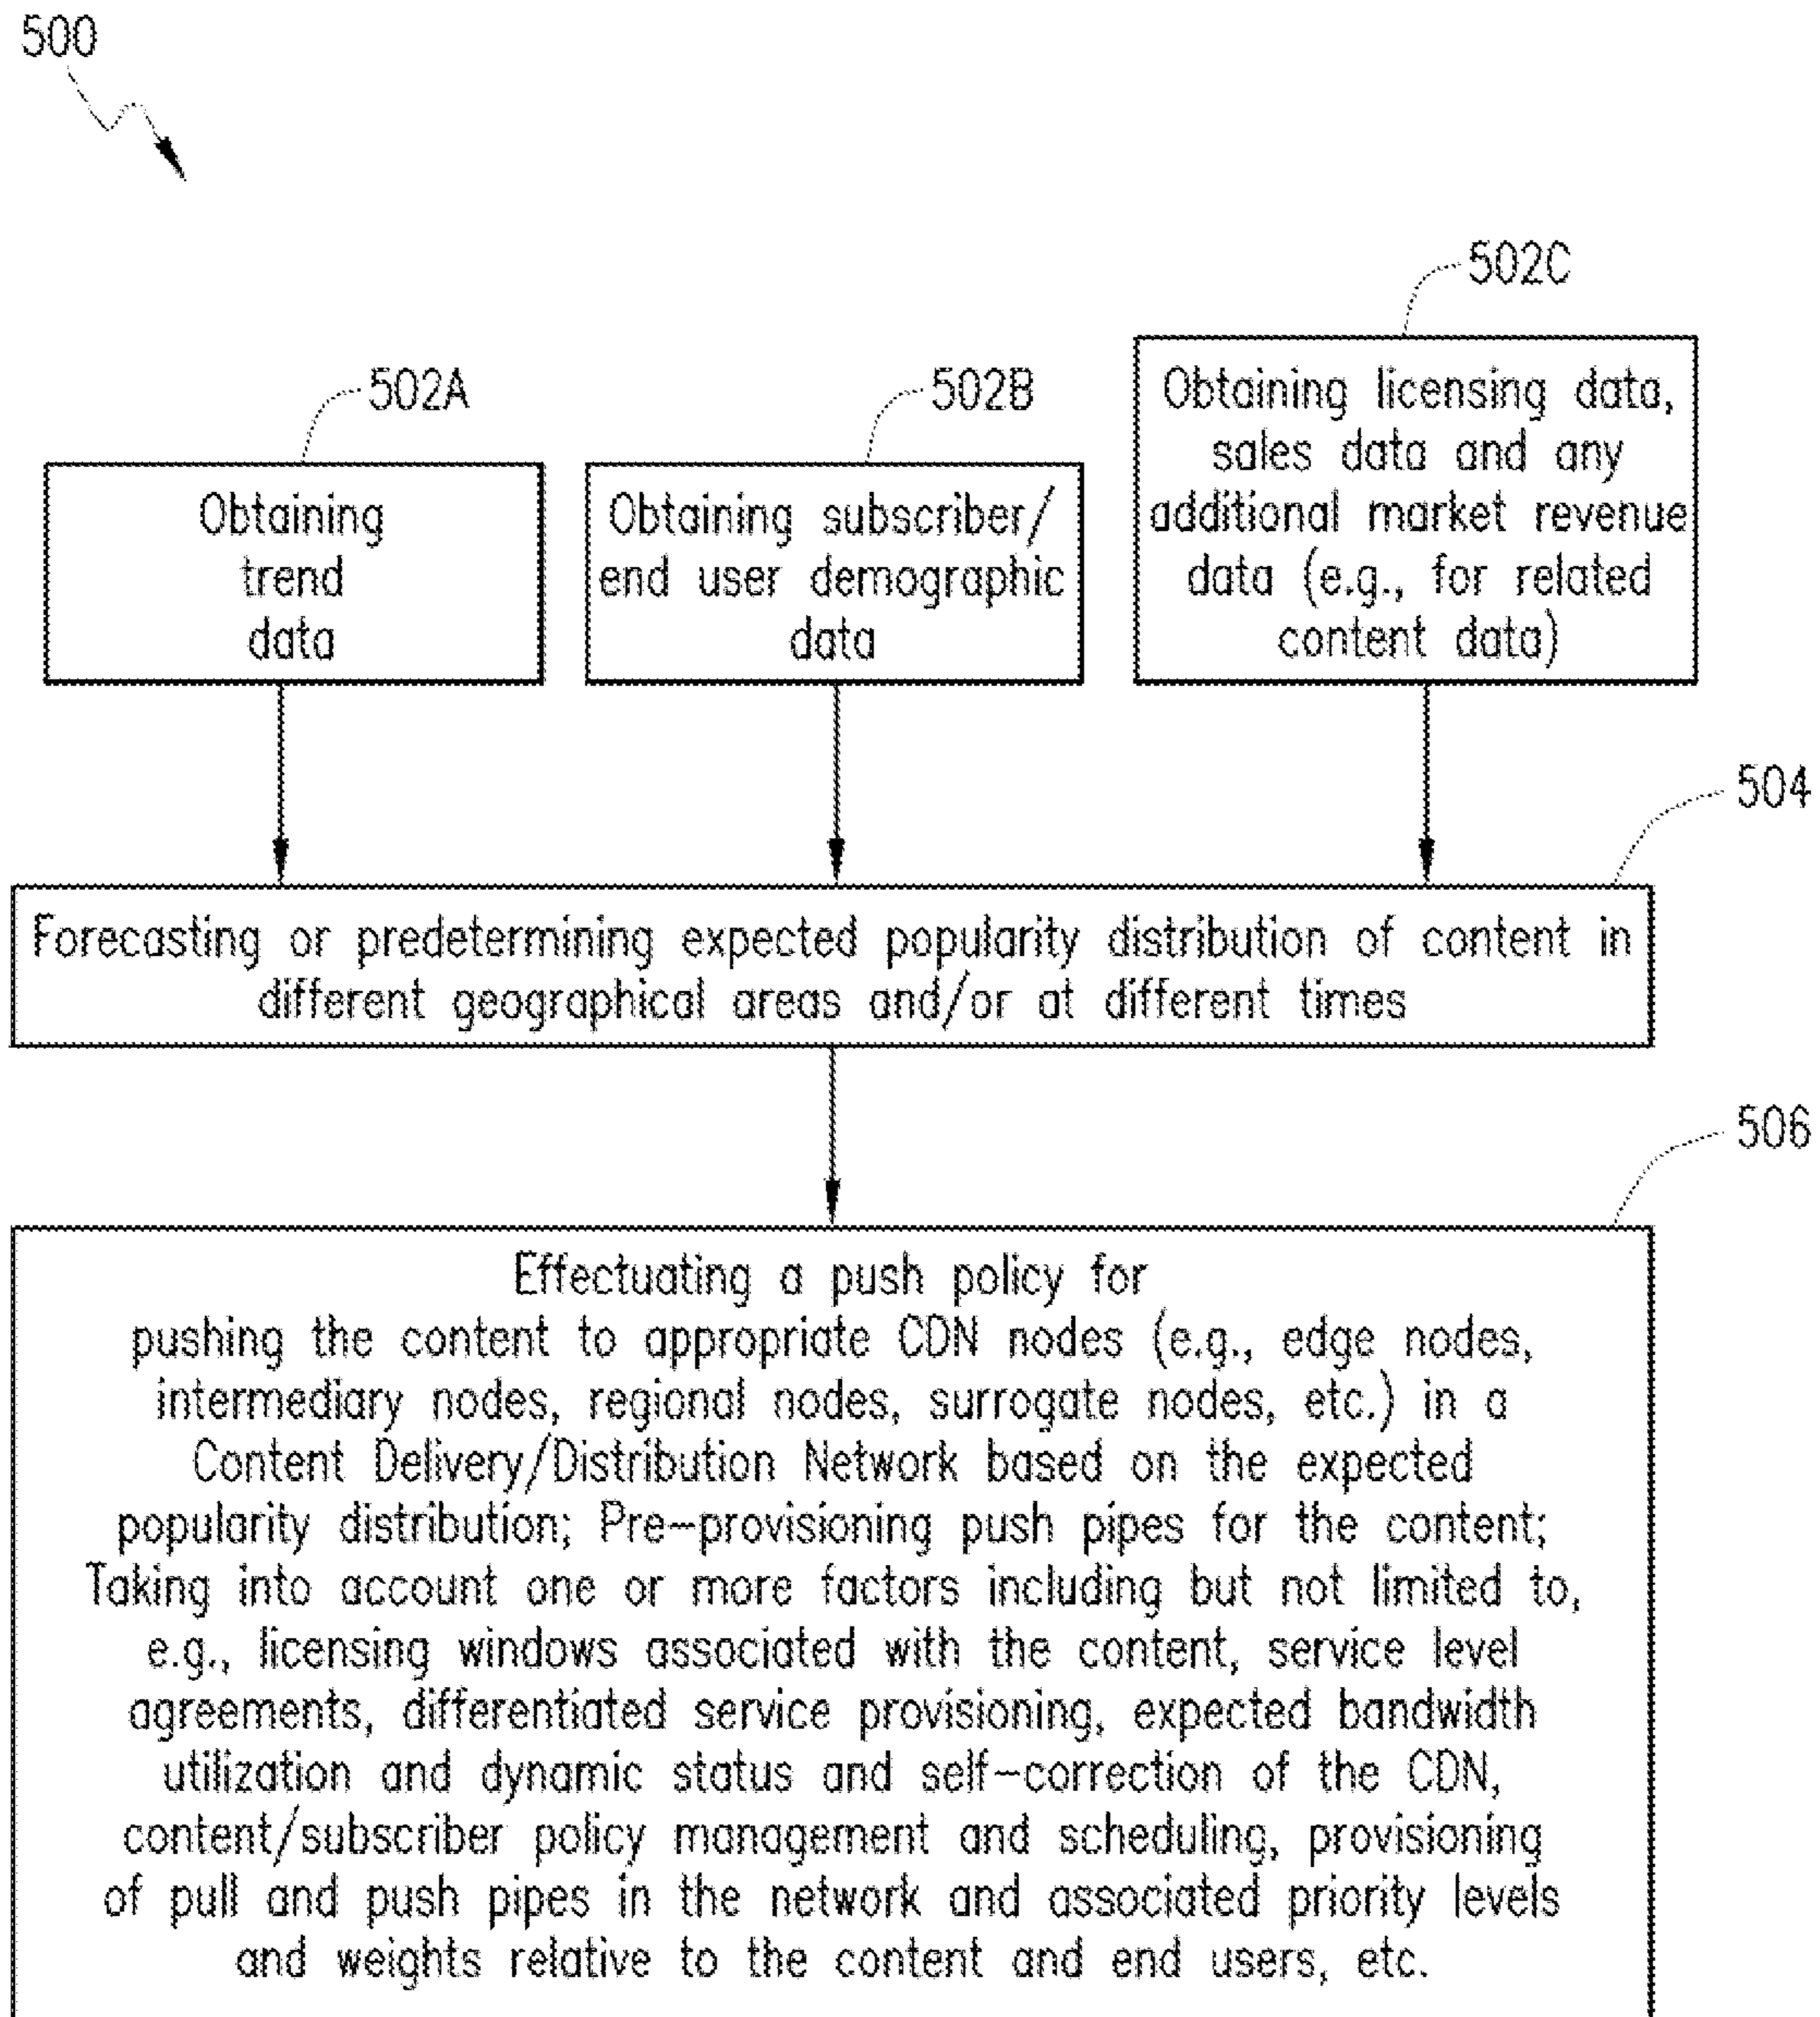 500
502A
Obtaining
trend
data
502B
Obtaining subscriber/
end user demographic
data
502C
Obtaining licensing data,
sales data and any
additional market revenue
data (e.g., for related
content data)
504
Forecasting or predetermining expected popularity distribution of content in
different geographical areas and/or at different times
506
Effectuating a push policy for
pushing the content to appropriate CDN nodes (e.g., edge nodes,
intermediary nodes, regional nodes, surrogate nodes, etc.) in a
Content Delivery/Distribution Network based on the expected
popularity distribution; Pre-provisioning push pipes for the content;
Taking into account one or more factors including but not limited to,
e.g., licensing windows associated with the content, service level
agreements, differentiated service provisioning, expected bandwidth
utilization and dynamic status and self-correction of the CDN,
content/subscriber policy management and scheduling, provisioning
of pull and push pipes in the network and associated priority levels
and weights relative to the content and end users, etc.